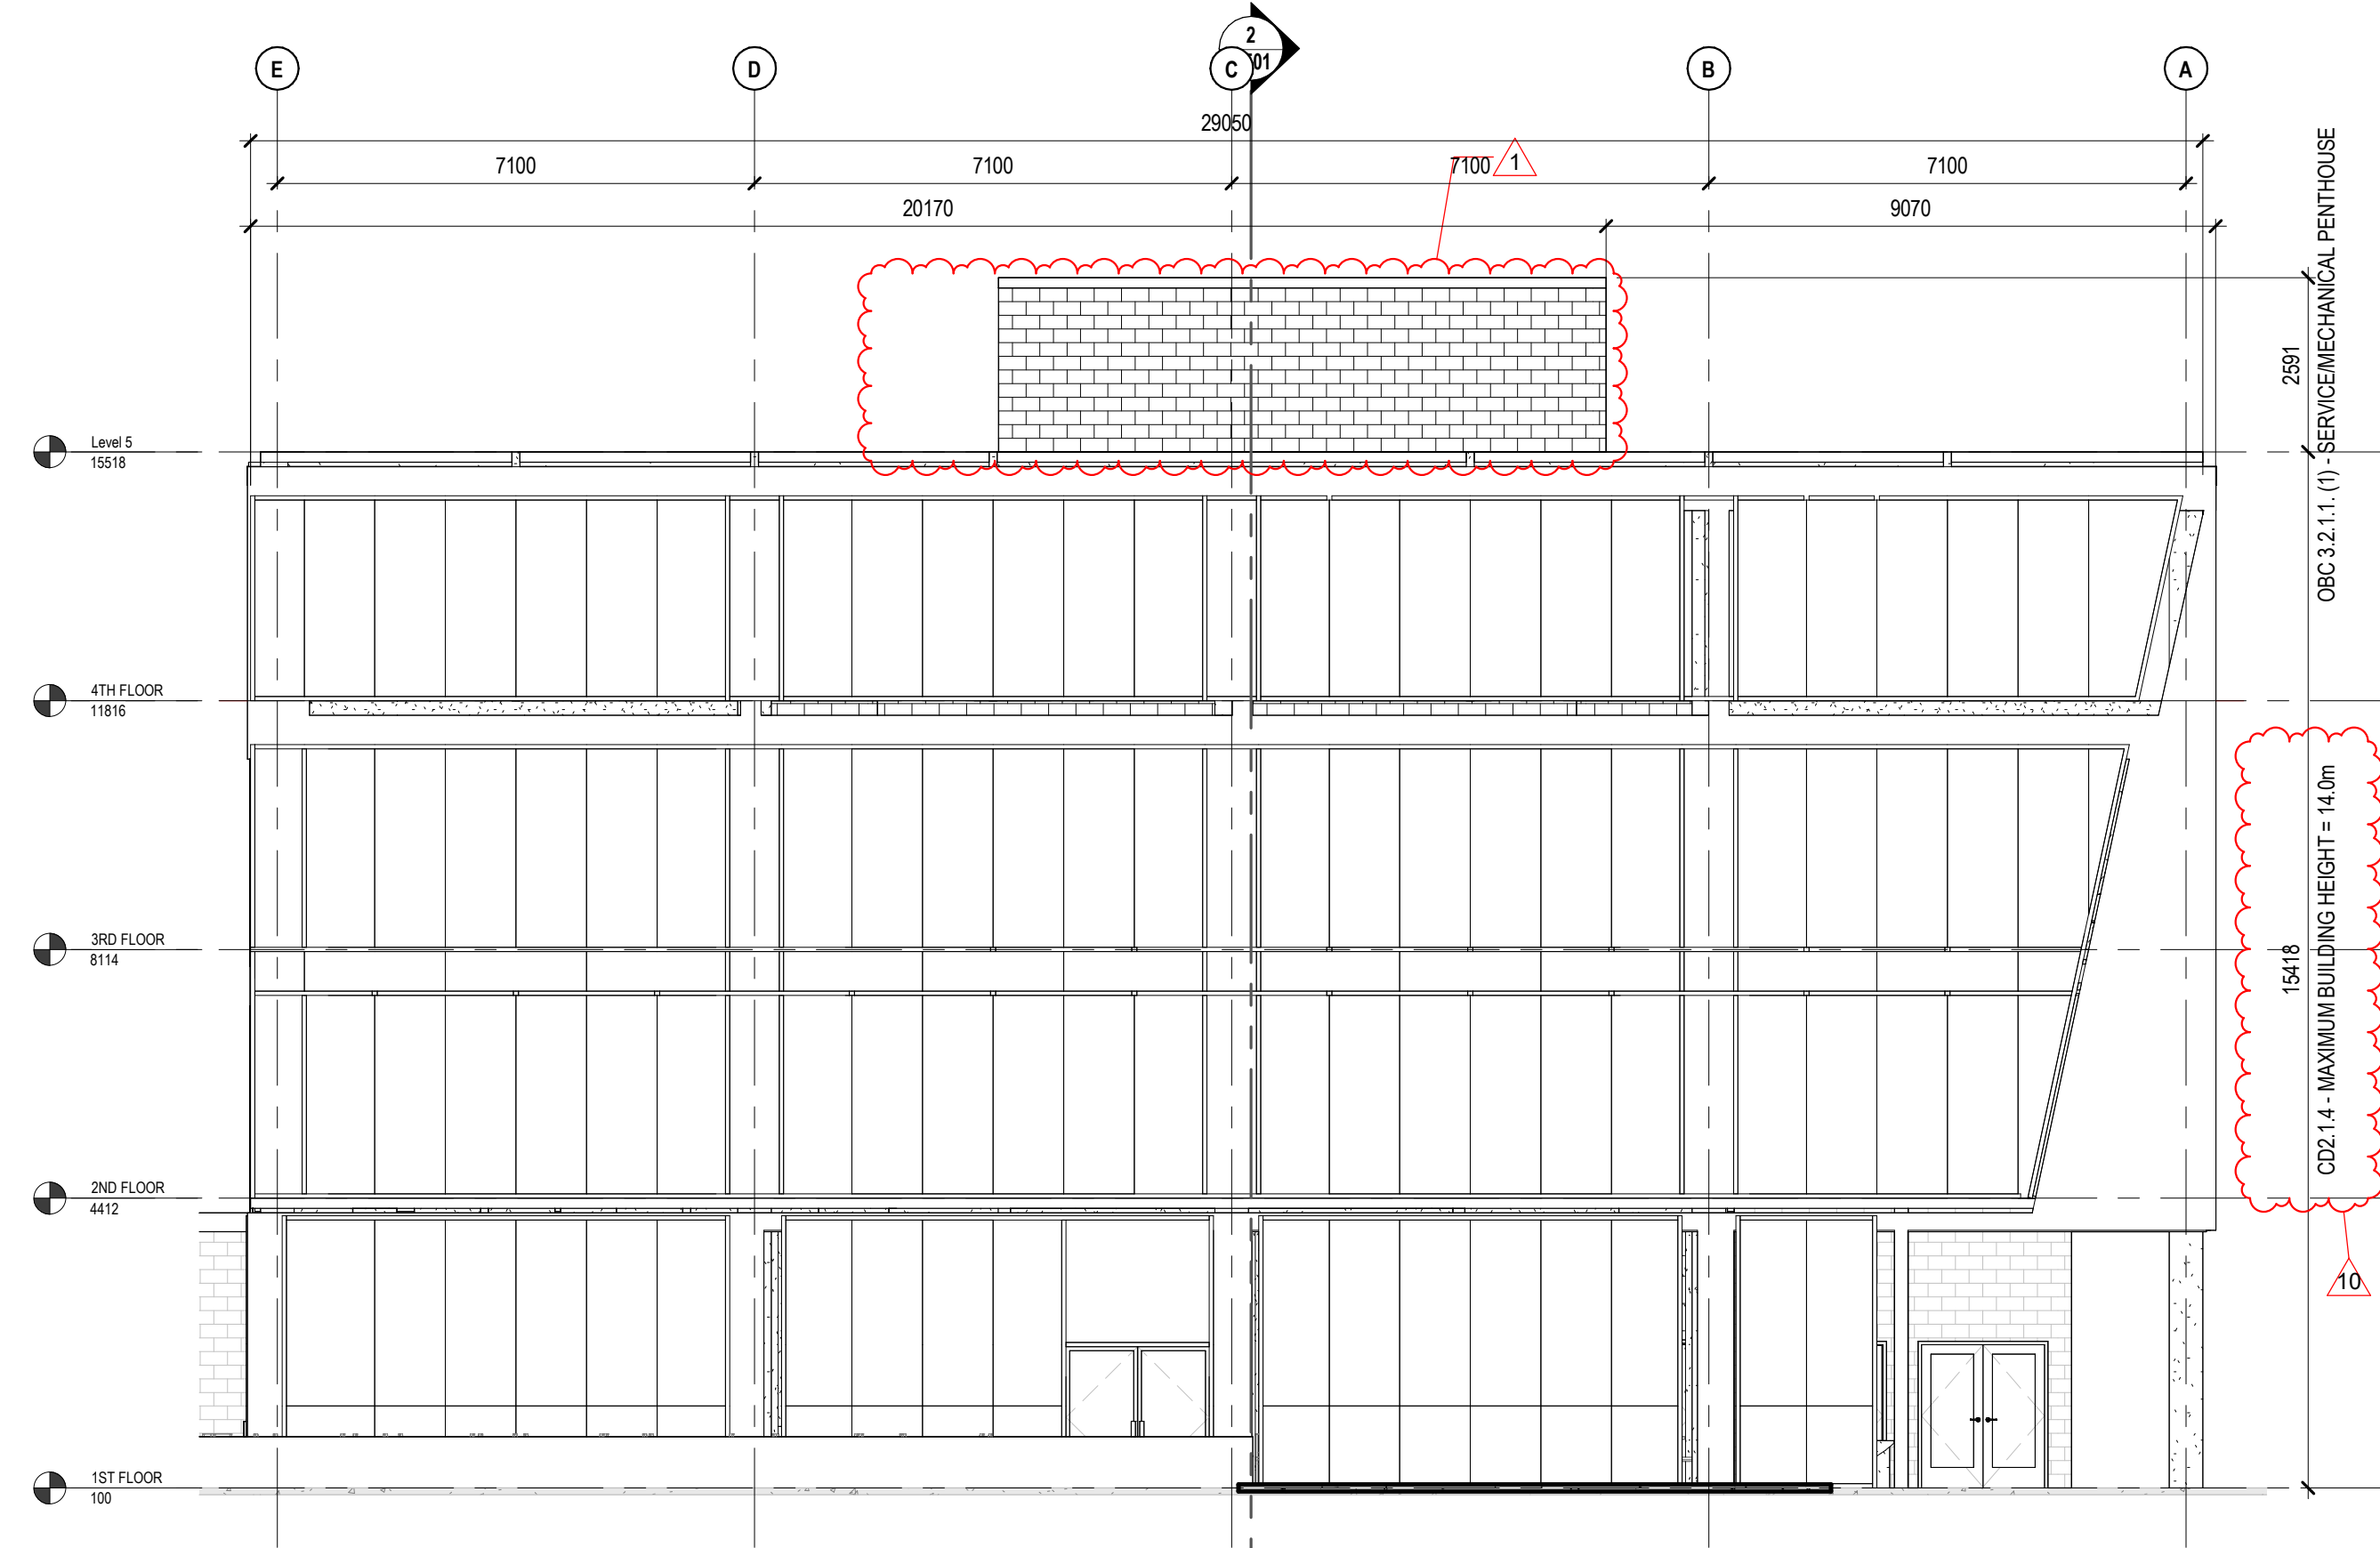 2
01
E
D
C
B
A
29050
7100
7100
7100
1
7100
20170
9070
OBC 3.2.1.1. (1) - SERVICE/MECHANICAL PENTHOUSE
2591
Level 5
15518
4TH FLOOR
11816
3RD FLOOR
8114
15418
CD2.1.4 - MAXIMUM BUILDING HEIGHT = 14.0m
2ND FLOOR
4412
10
1ST FLOOR
100